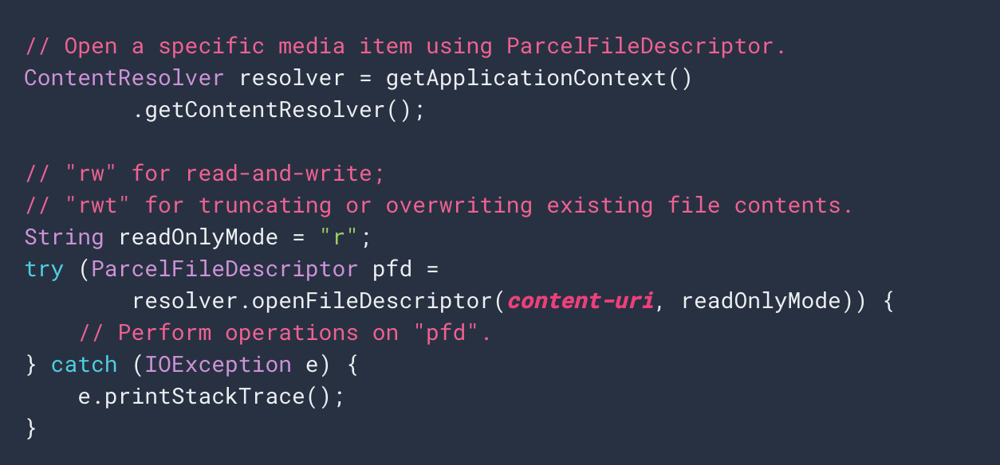 // Open a specific media item using ParcelFileDescriptor.
ContentResolver resolver = getApplicationContext()
        .getContentResolver();

// "rw" for read-and-write;
// "rwt" for truncating or overwriting existing file contents.
String readOnlyMode = "r";
try (ParcelFileDescriptor pfd =
        resolver.openFileDescriptor(content-uri, readOnlyMode)) {
    // Perform operations on "pfd".
} catch (IOException e) {
    e.printStackTrace();
}